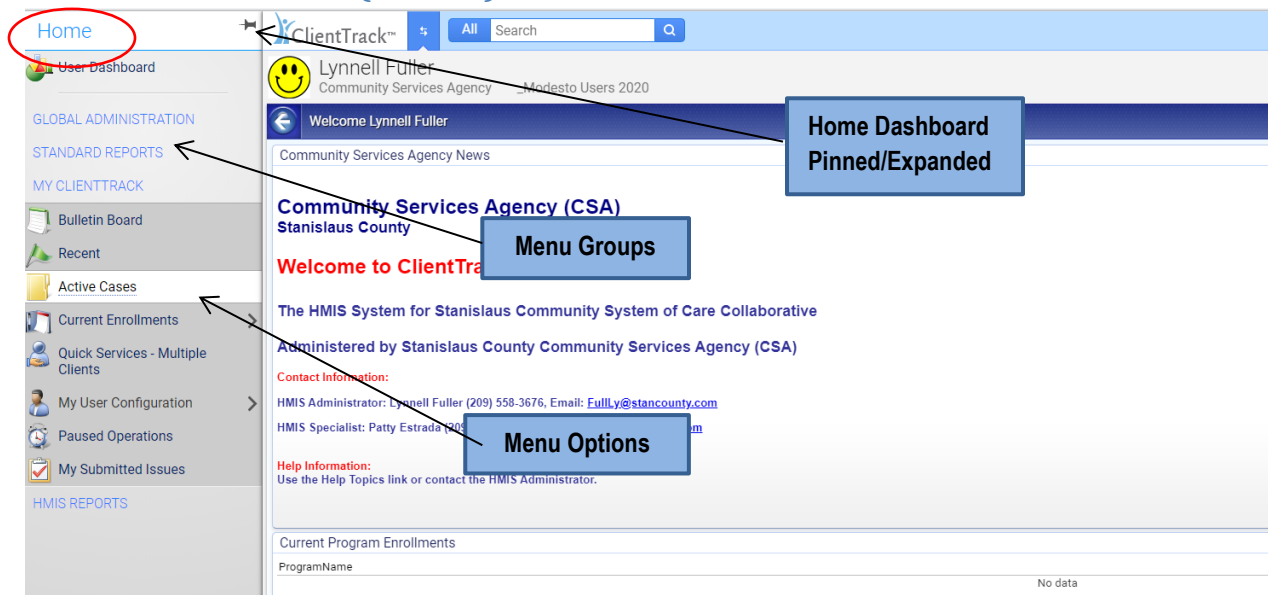 Home
ClientTrack™
All
Search
User Dashboard
Lynnell Fuller
Community Services Agency _Modesto Users 2020
GLOBAL ADMINISTRATION
STANDARD REPORTS
MY CLIENTTRACK
Bulletin Board
Recent
Active Cases
Current Enrollments
Quick Services - Multiple
Clients
My User Configuration
Paused Operations
My Submitted Issues
HMIS REPORTS
Welcome Lynnell Fuller
Home Dashboard
Pinned/Expanded
Community Services Agency News
Community Services Agency (CSA)
Stanislaus County
Menu Groups
Welcome to ClientTra
The HMIS System for Stanislaus Community System of Care Collaborative
Administered by Stanislaus County Community Services Agency (CSA)
Contact Information:
HMIS Administrator: Lynnell Fuller (209) 558-3676, Email: FullLy@stancounty.com
HMIS Specialist: Patty Estrada (209
Menu Options
Help Information:
Use the Help Topics link or contact the HMIS Administrator.
Current Program Enrollments
ProgramName
No data